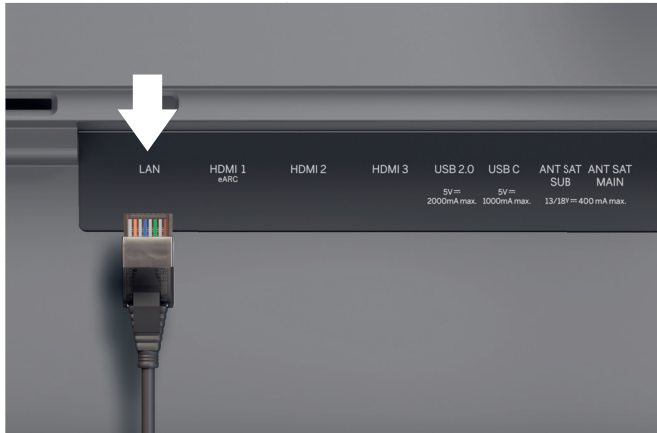 LAN
HDMI 1
eARC
HDMI 2
HDMI 3
USB 2.0
5V⎓
2000mA max.
USB C
5V⎓
1000mA max.
ANT SAT
SUB
ANT SAT
MAIN
13/18V⎓400 mA max.